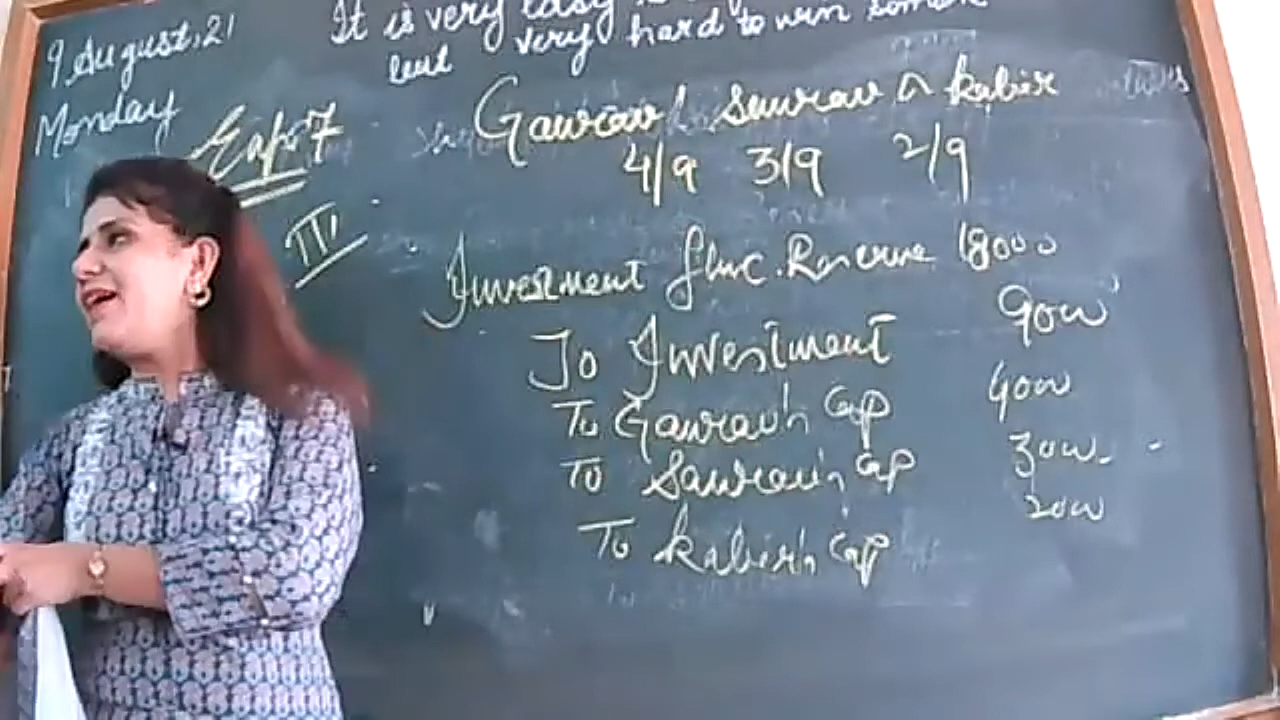 9 August, 21
Monday
It is very easy
but very hard to win
Gaurav, Saurav & Kabir
4/9 3/9 2/9
III
Investment fluc. Reserve 18000
To Investment 9000
To Gaurav's Cap 4000
To Saurav's Cap 3000
To Kabir's Cap 2000